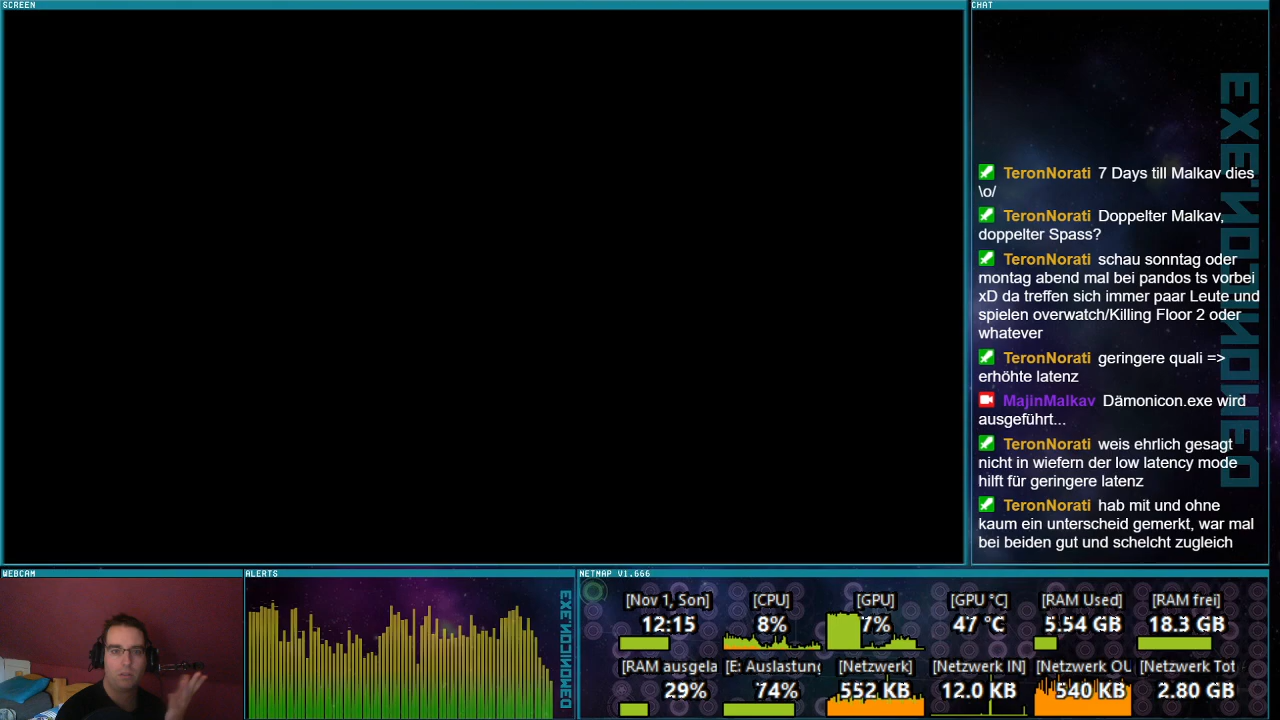 SCREEN
CHAT
TeronNorati 7 Days till Malkav dies
\o/
TeronNorati Doppelter Malkav,
doppelter Spass?
TeronNorati schau sonntag oder
montag abend mal bei pandos ts vorbei
xD da treffen sich immer paar Leute und
spielen overwatch/Killing Floor 2 oder
whatever
TeronNorati geringere quali =>
erhöhte latenz
MajinMalkav Dämonicon.exe wird
ausgeführt...
TeronNorati weis ehrlich gesagt
nicht in wiefern der low latency mode
hilft für geringere latenz
TeronNorati hab mit und ohne
kaum ein unterscheid gemerkt, war mal
bei beiden gut und schelcht zugleich
WEBCAM
ALERTS
NETMAP V1.666
[Nov 1, Son]
12:15
[CPU]
8%
[GPU]
7%
[GPU °C]
47 °C
[RAM Used]
5.54 GB
[RAM frei]
18.3 GB
[RAM ausgela
29%
[E: Auslastung
74%
[Netzwerk]
552 KB
[Netzwerk IN]
12.0 KB
[Netzwerk OU
540 KB
[Netzwerk Tot
2.80 GB